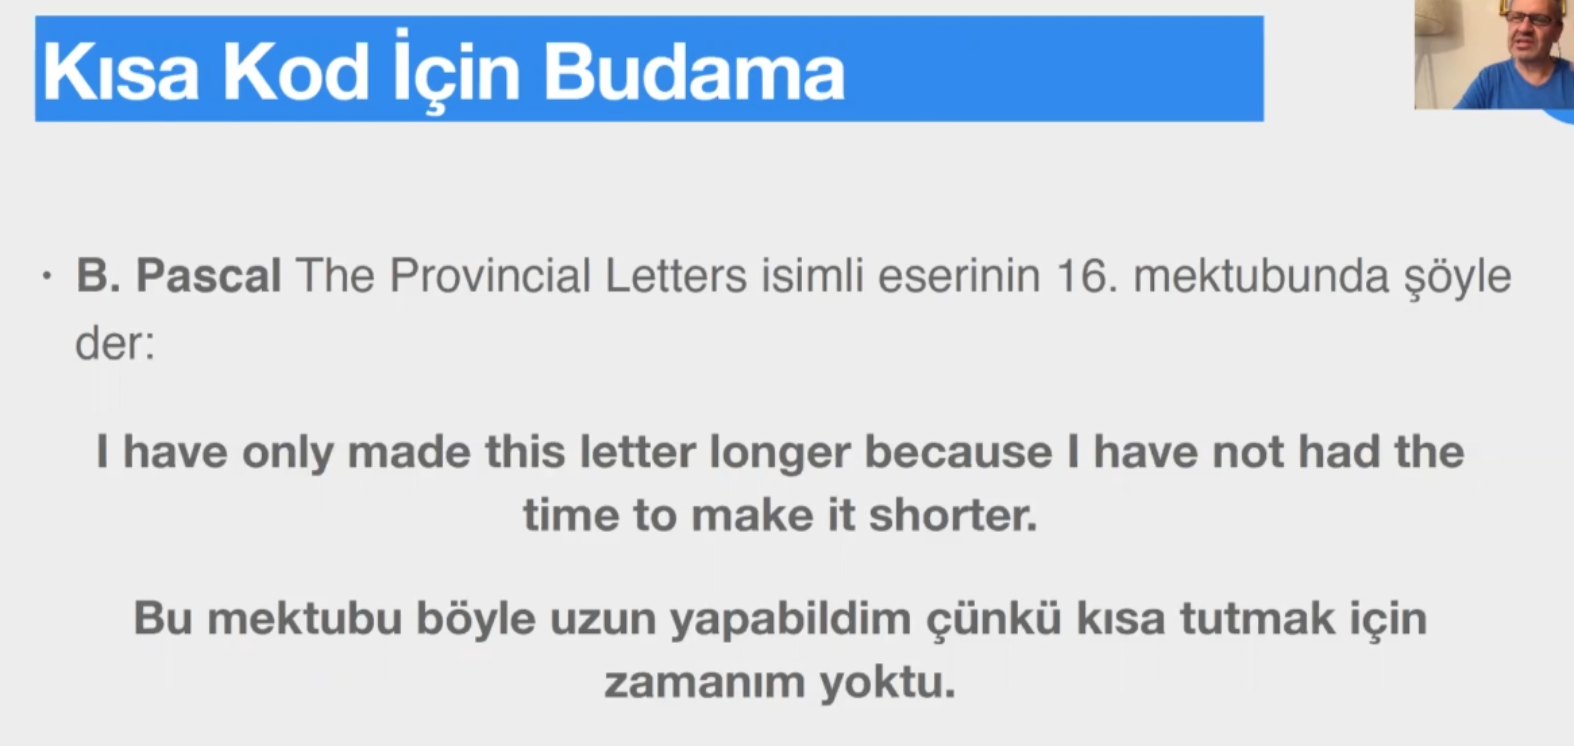 Kısa Kod İçin Budama
· B. Pascal The Provincial Letters isimli eserinin 16. mektubunda şöyle
der:
I have only made this letter longer because I have not had the
time to make it shorter.
Bu mektubu böyle uzun yapabildim çünkü kısa tutmak için
zamanım yoktu.